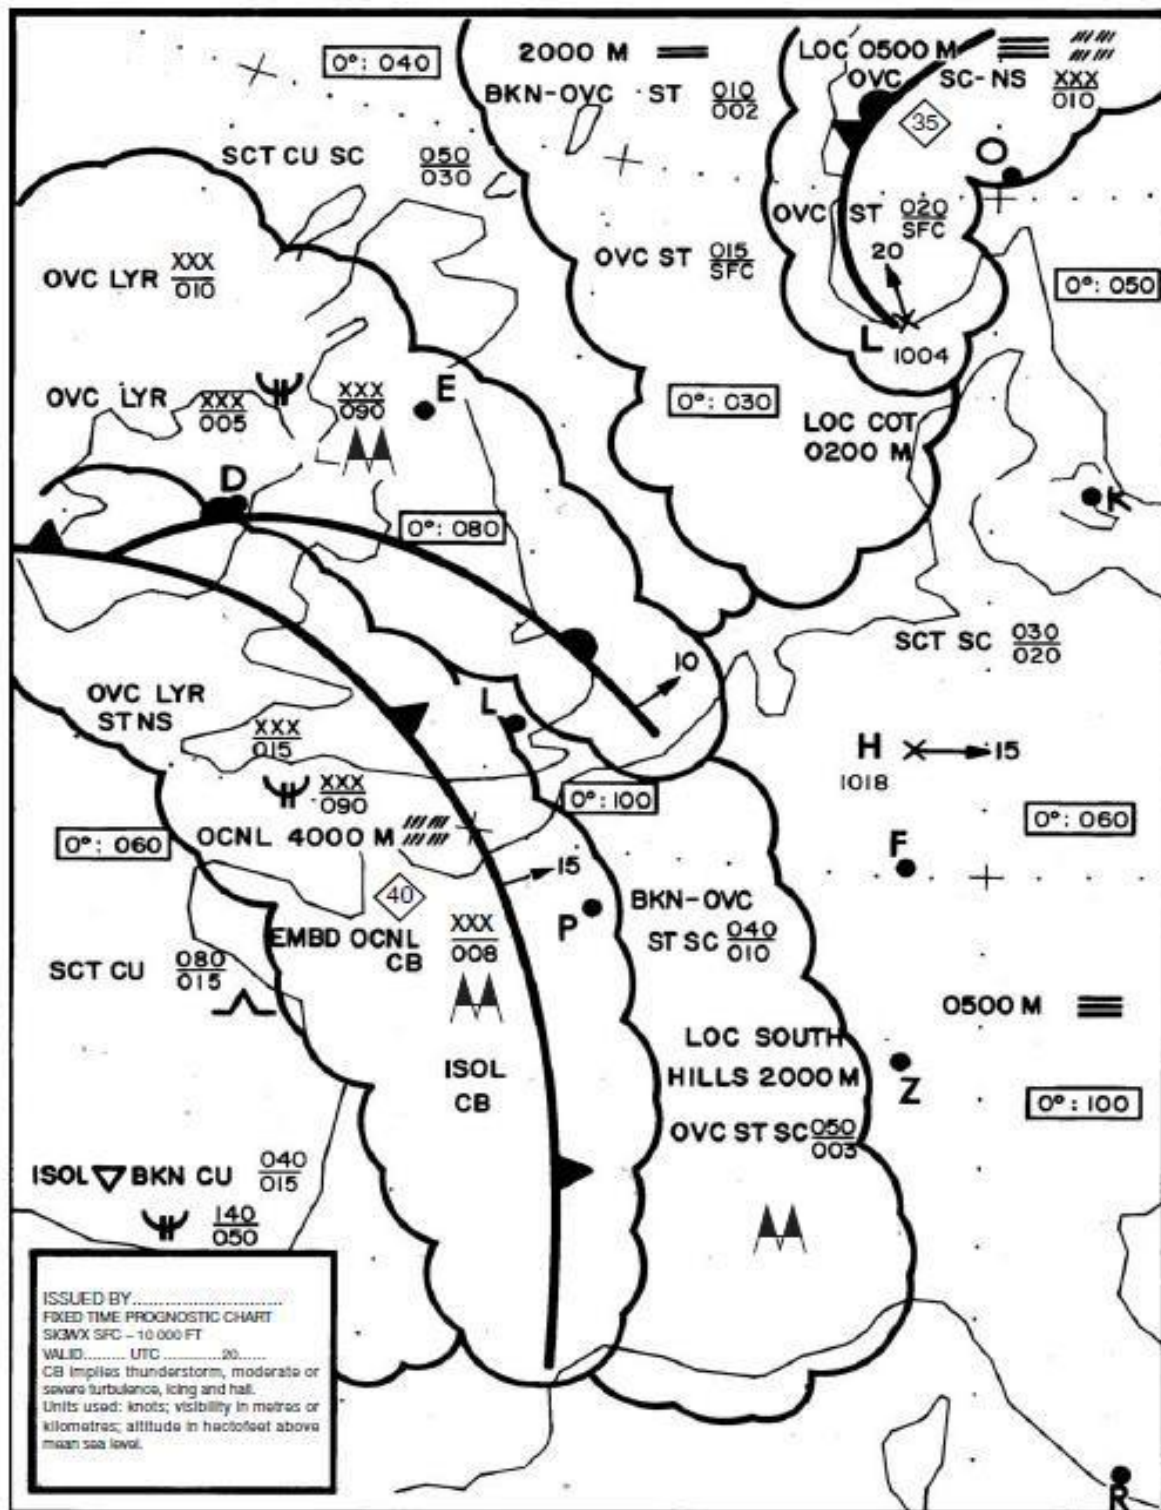 0°: 040
2000 M
BKN-OVC ST 010
002
LOC 0500 M
OVC SC-NS XXX
010
35
SCT CU SC 050
030
O
OVC ST 020
SFC
20
OVC LYR XXX
010
OVC ST 015
SFC
0°: 050
L 1004
OVC LYR XXX
005
XXX
090
E
0°: 030
LOC COT
0200 M
D
K
0°: 080
SCT SC 030
020
10
OVC LYR
ST NS
XXX
015
L
H
1018
15
XXX
090
0°: 100
0°: 060
OCNL 4000 M
0°: 060
F
15
40
BKN-OVC
ST SC 040
010
P
EMBD OCNL
CB
XXX
008
SCT CU 080
015
0500 M
LOC SOUTH
HILLS 2000 M
Z
ISOL
CB
0°: 100
OVC ST SC 050
003
ISOL BKN CU 040
015
140
050
ISSUED BY..............................
FIXED TIME PROGNOSTIC CHART
SIGWX SFC – 10 000 FT
VALID......... UTC ............20......
CB implies thunderstorm, moderate or
severe turbulence, icing and hail.
Units used: knots; visibility in metres or
kilometres; altitude in hectofeet above
mean sea level.
R